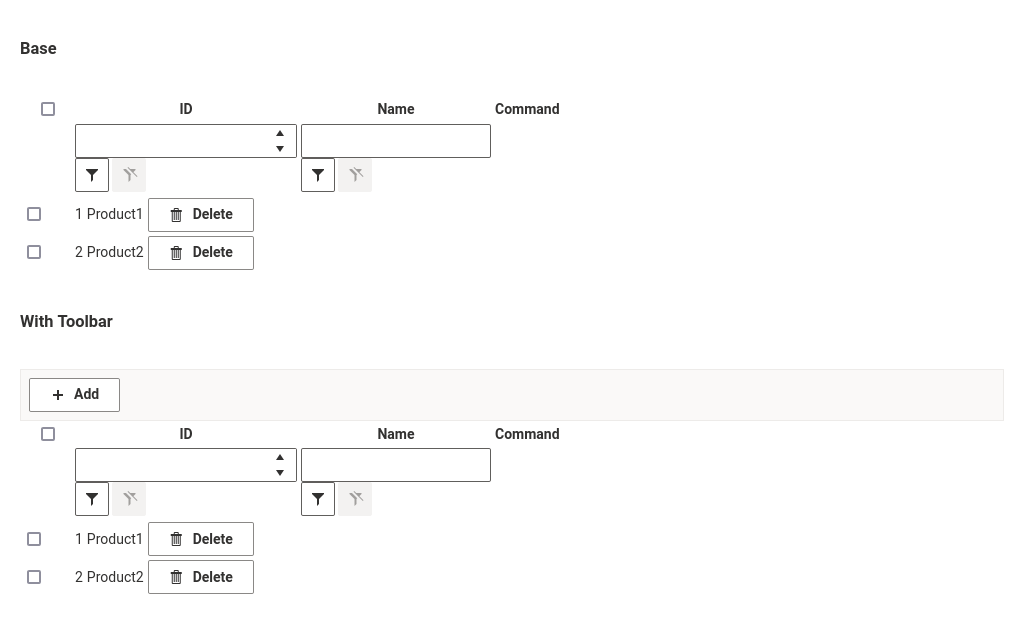 Base
ID Name Command
1 Product1 Delete
2 Product2 Delete
With Toolbar
Add
ID Name Command
1 Product1 Delete
2 Product2 Delete